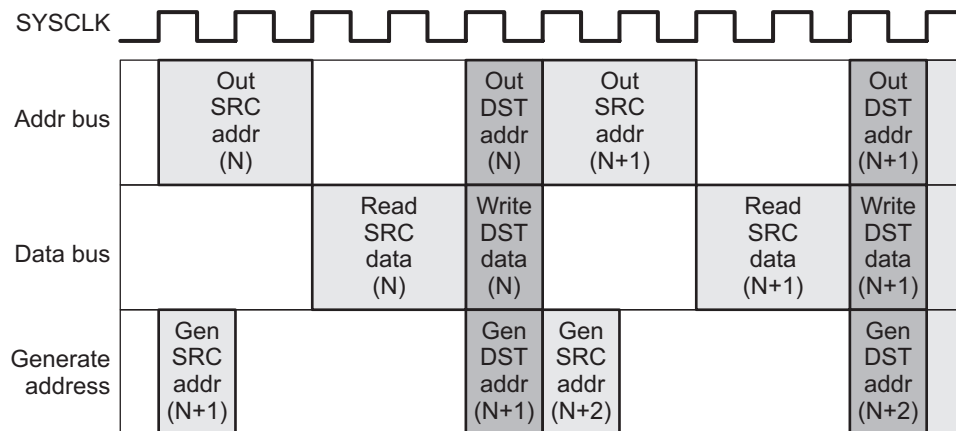 SYSCLK
Addr bus
Out
SRC
addr
(N)
Out
DST
addr
(N)
Out
SRC
addr
(N+1)
Out
DST
addr
(N+1)
Data bus
Read
SRC
data
(N)
Write
DST
data
(N)
Read
SRC
data
(N+1)
Write
DST
data
(N+1)
Generate
address
Gen
SRC
addr
(N+1)
Gen
DST
addr
(N+1)
Gen
SRC
addr
(N+2)
Gen
DST
addr
(N+2)